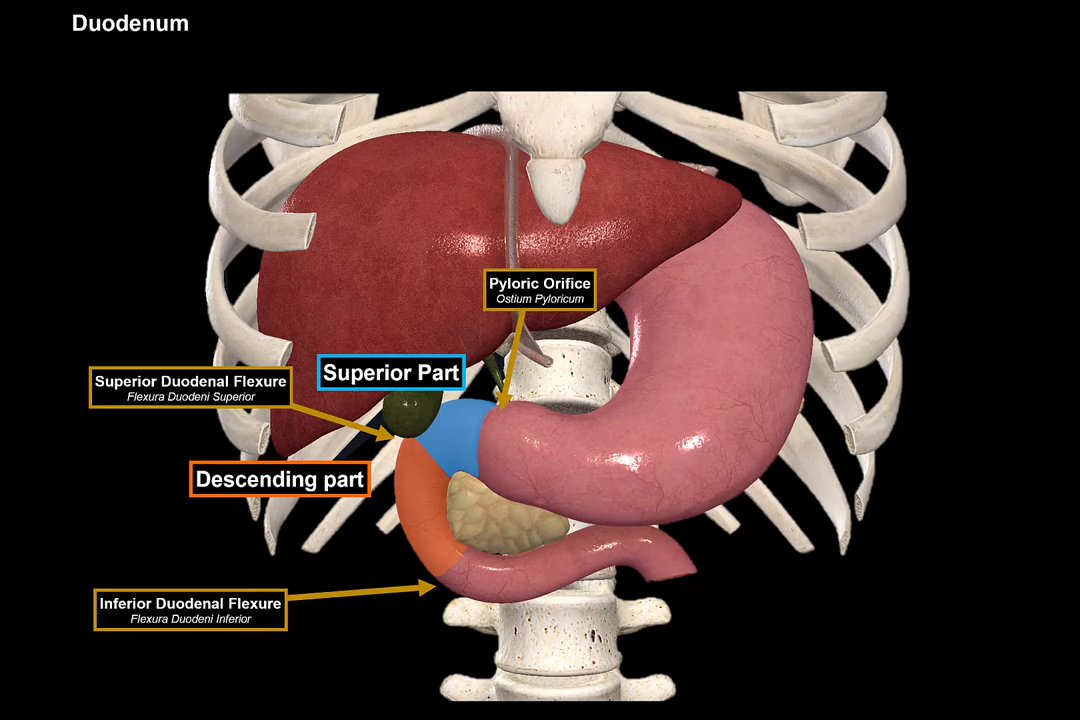 Duodenum
Pyloric Orifice
Ostium Pyloricum
Superior Part
Superior Duodenal Flexure
Flexura Duodeni Superior
Descending part
Inferior Duodenal Flexure
Flexura Duodeni Inferior